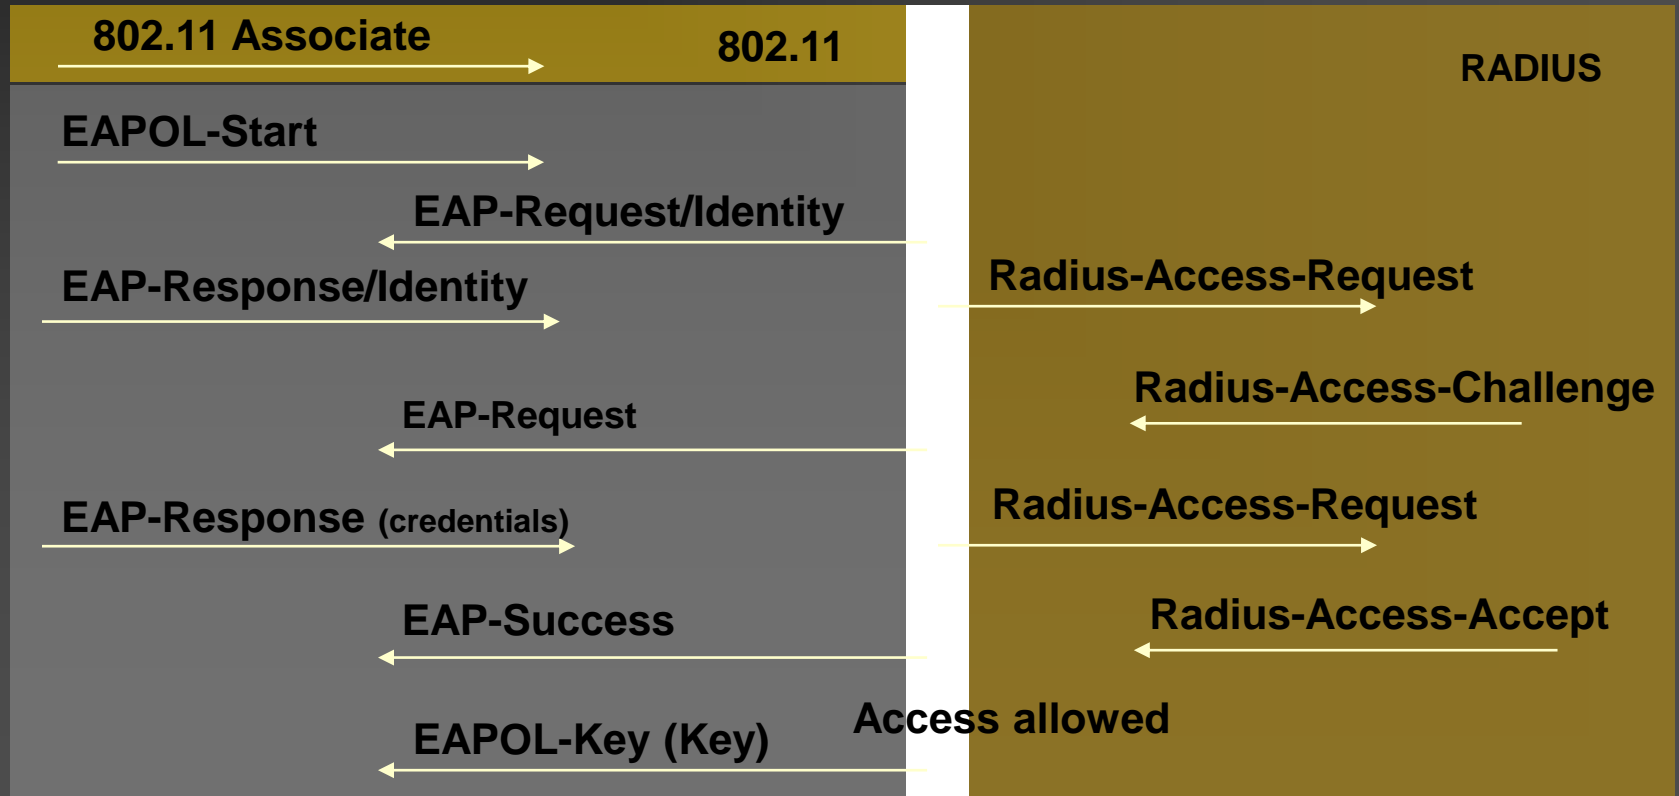 802.11 Associate
802.11
RADIUS
EAPOL-Start
EAP-Request/Identity
Radius-Access-Request
EAP-Response/Identity
Radius-Access-Challenge
EAP-Request
Radius-Access-Request
EAP-Response (credentials)
Radius-Access-Accept
EAP-Success
Access allowed
EAPOL-Key (Key)